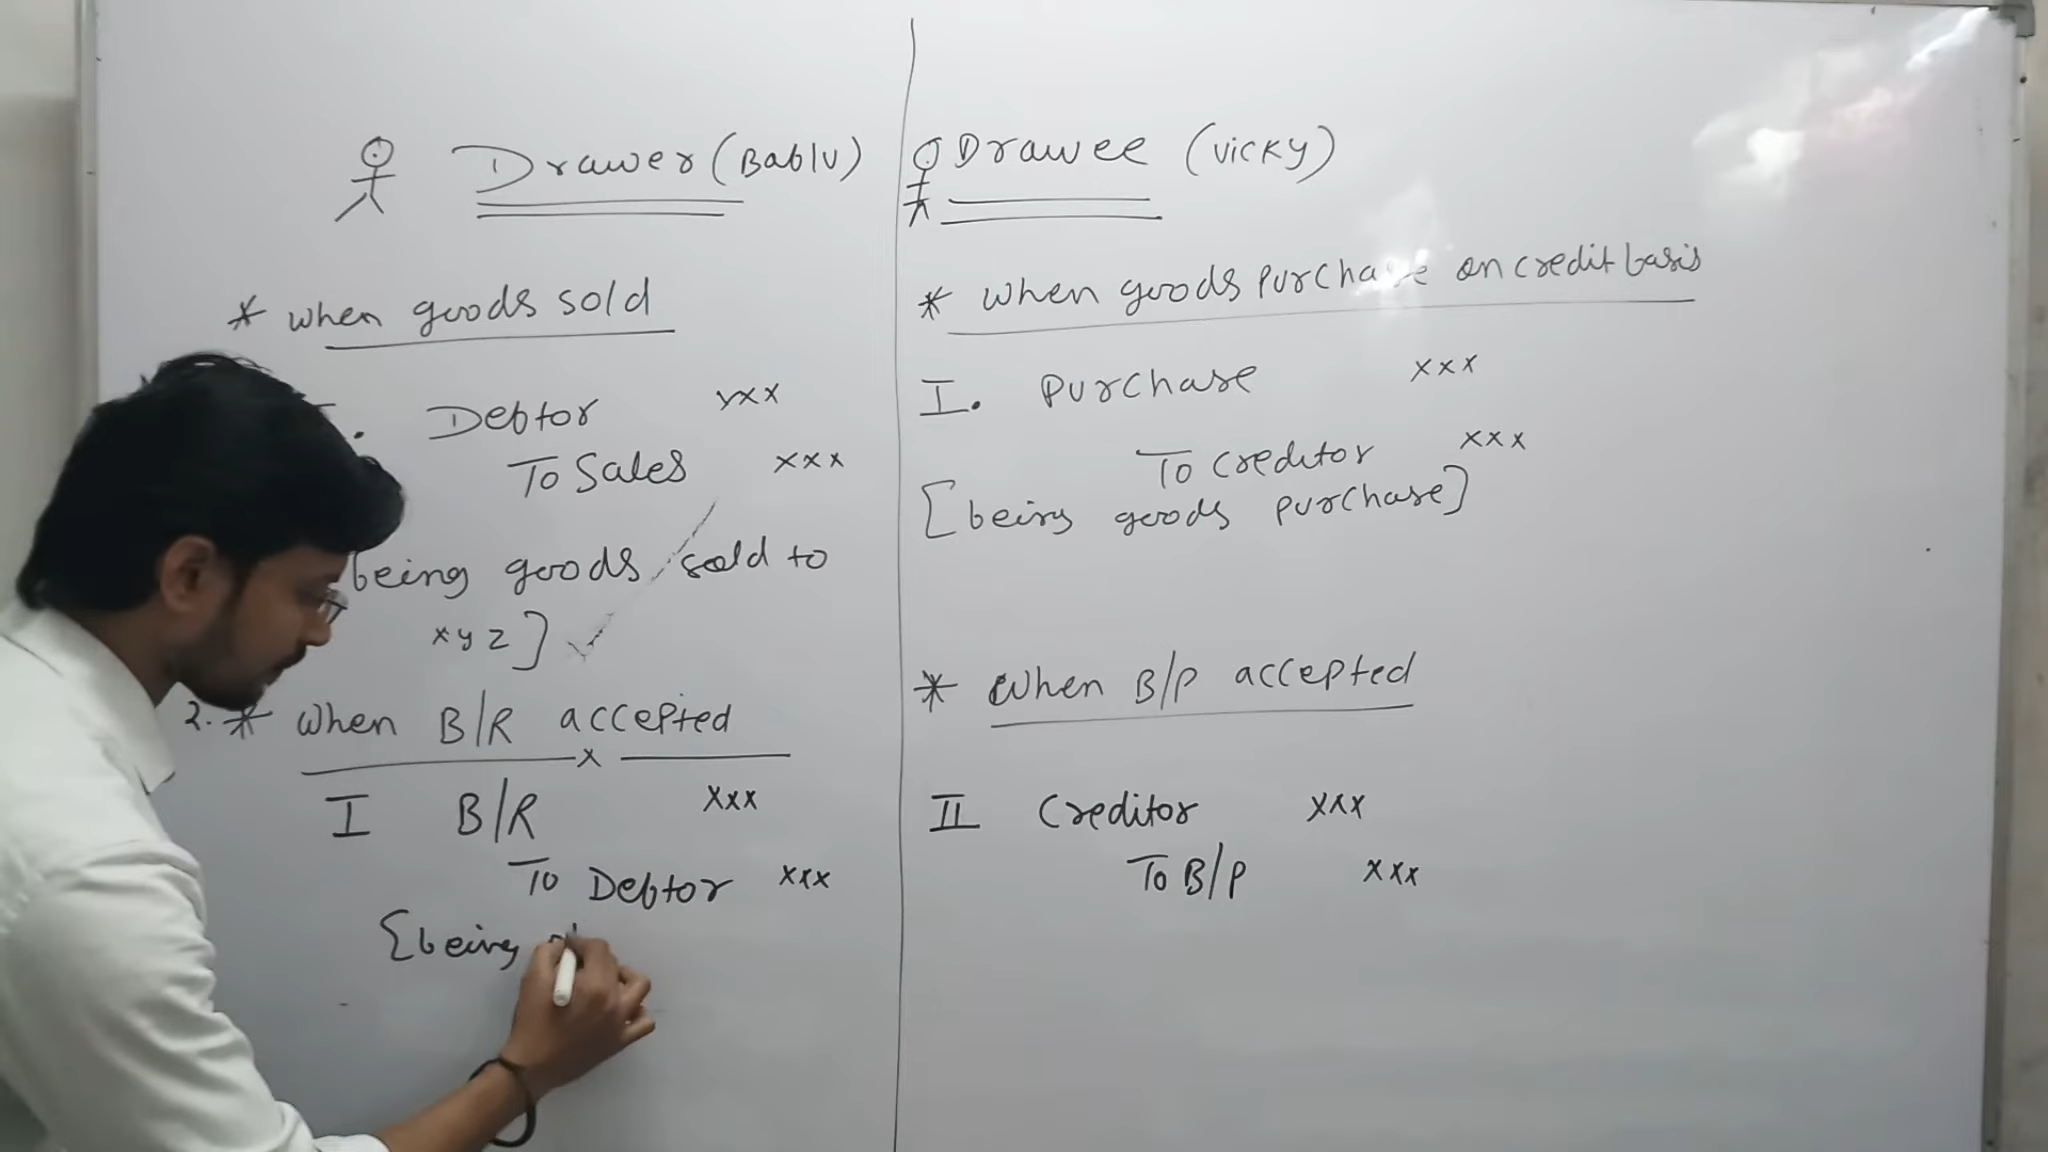 Drawer (Bablu)
* when goods sold
Debtor xxx
To Sales xxx
being goods sold to
xyz]
2. * when B/R accepted
x
I B/R xxx
To Debtor xxx
{being
Drawee (vicky)
* when goods purchase on credit basis
I. Purchase xxx
To creditor xxx
[being goods purchase]
* when B/P accepted
II Creditor xxx
To B/P xxx